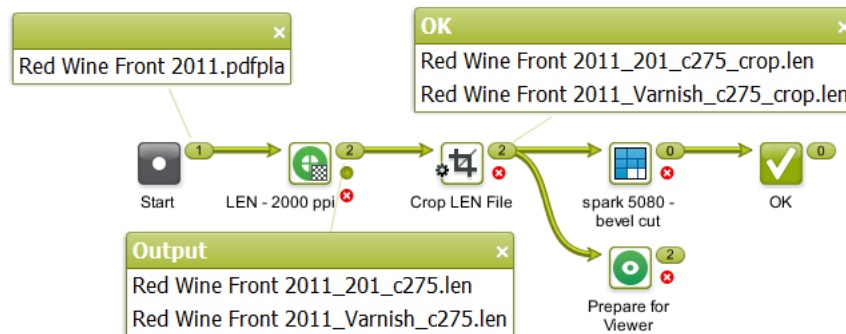 OK
Red Wine Front 2011.pdfpla
Red Wine Front 2011_201_c275_crop.len
Red Wine Front 2011_Varnish_c275_crop.len
1
2
2
0
0
Start
LEN - 2000 ppi
Crop LEN File
spark 5080 -
bevel cut
OK
Output
Red Wine Front 2011_201_c275.len
Red Wine Front 2011_Varnish_c275.len
2
Prepare for
Viewer